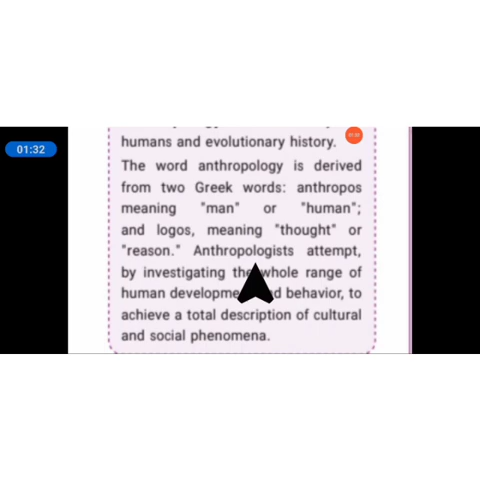 humans and evolutionary history.
01:32
The word anthropology is derived
from two Greek words: anthropos
meaning "man" or "human";
and logos, meaning "thought" or
"reason." Anthropologists attempt,
by investigating the whole range of
human developme d behavior, to
achieve a total description of cultural
and social phenomena.